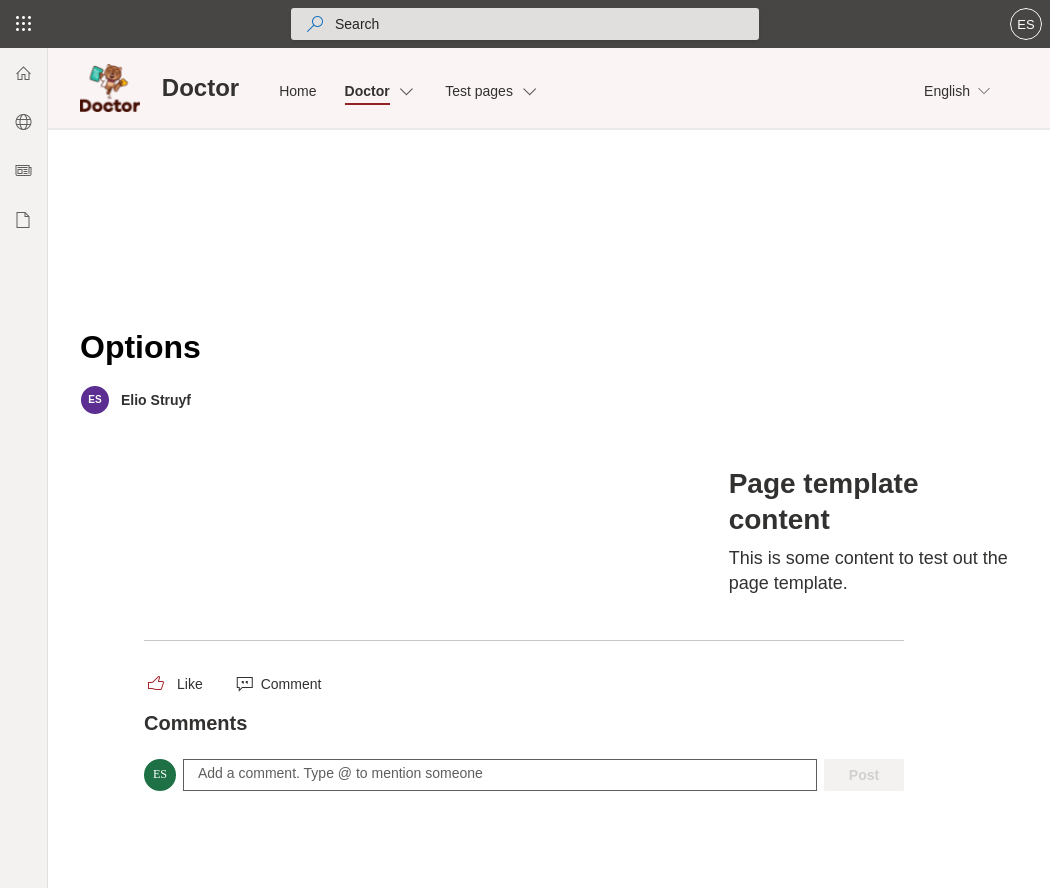 Search
ES
Doctor
Doctor
Home
Doctor
Test pages
English
Options
ES
Elio Struyf
Page template
content
This is some content to test out the
page template.
Like
Comment
Comments
ES
Add a comment. Type @ to mention someone
Post